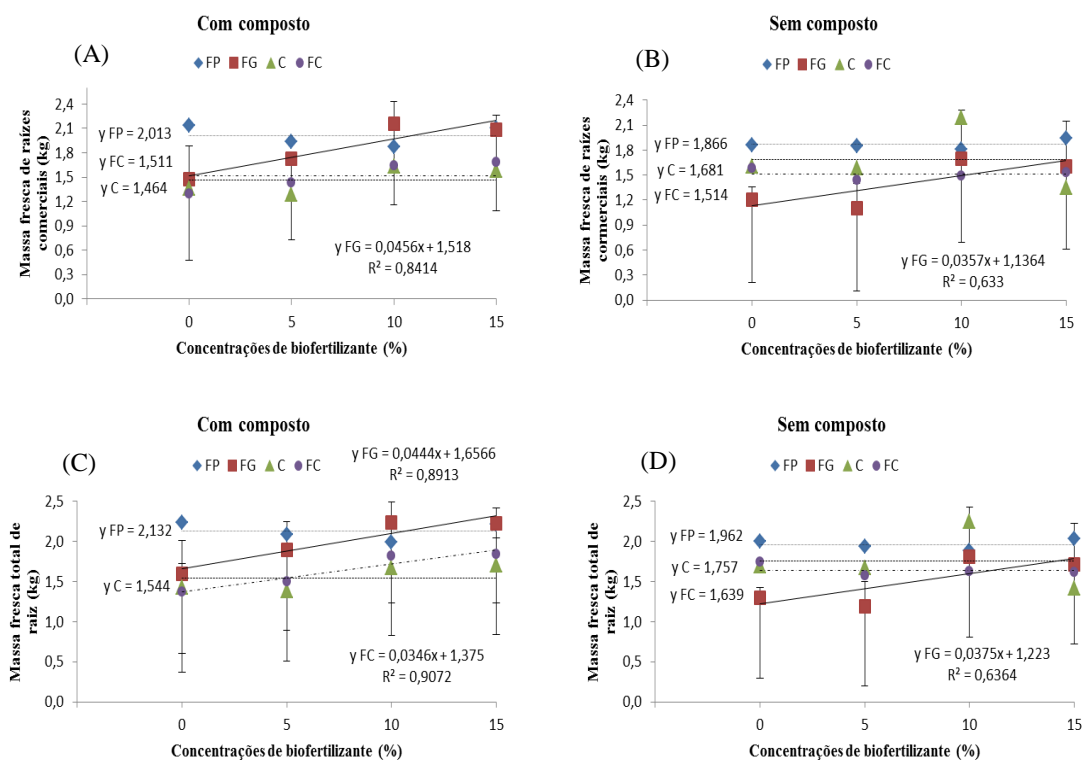 Com composto
(A)
FP FG C FC
Massa fresca de raízes
comerciais (kg)
2,4
2,1
1,8
1,5
1,2
0,9
0,6
0,3
0,0
y FP = 2,013
y FC = 1,511
y C = 1,464
y FG = 0,0456x + 1,518
R² = 0,8414
0 5 10 15
Concentrações de biofertilizante (%)
Sem composto
(B)
FP FG C FC
Massa fresca de raízes
cormerciais (kg)
2,4
2,1
1,8
1,5
1,2
0,9
0,6
0,3
0,0
y FP = 1,866
y C = 1,681
y FC = 1,514
y FG = 0,0357x + 1,1364
R² = 0,633
0 5 10 15
Concentrações de biofertilizante (%)
Com composto
(C)
FP FG C FC
y FG = 0,0444x + 1,6566
R² = 0,8913
Massa fresca total de
raiz (kg)
2,5
2,0
1,5
1,0
0,5
0,0
y FP = 2,132
y C = 1,544
y FC = 0,0346x + 1,375
R² = 0,9072
0 5 10 15
Concentrações de biofertilizante (%)
Sem composto
(D)
FP FG C FC
Massa fresca total de
raiz (kg)
2,5
2,0
1,5
1,0
0,5
0,0
y FP = 1,962
y C = 1,757
y FC = 1,639
y FG = 0,0375x + 1,223
R² = 0,6364
0 5 10 15
Concentrações de biofertilizante (%)